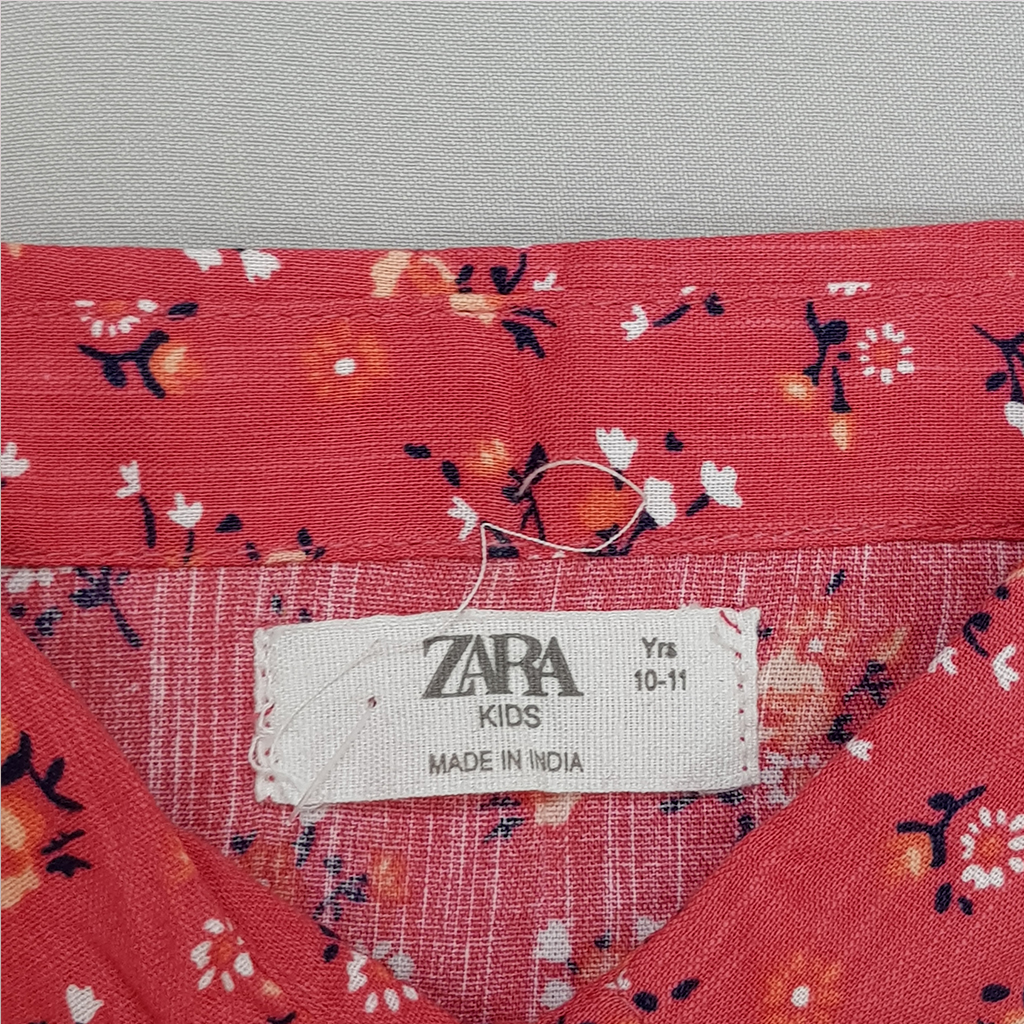 ZARA
KIDS
Yrs
10-11
MADE IN INDIA